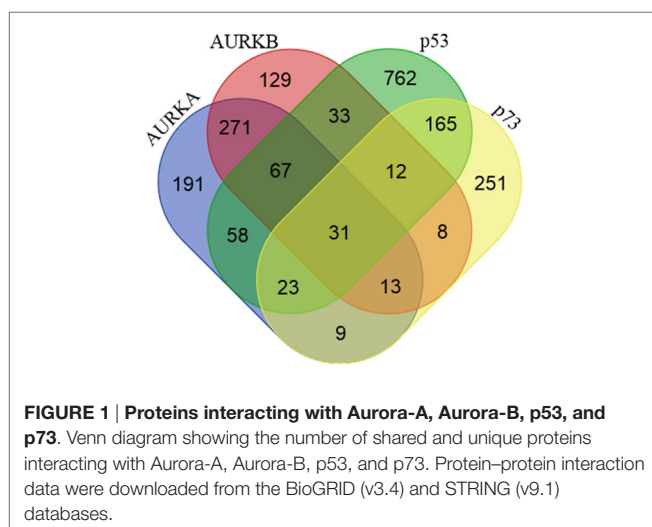 AURKB
p53
AURKA
p73
129
762
271
33
165
191
67
12
251
58
31
8
23
13
9
FIGURE 1 | Proteins interacting with Aurora-A, Aurora-B, p53, and
p73. Venn diagram showing the number of shared and unique proteins
interacting with Aurora-A, Aurora-B, p53, and p73. Protein–protein interaction
data were downloaded from the BioGRID (v3.4) and STRING (v9.1)
databases.